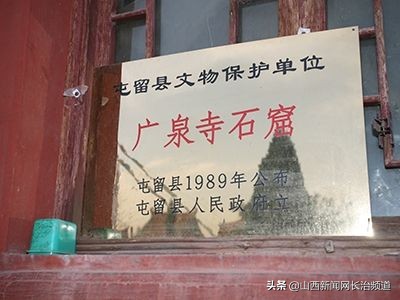 屯留县文物保护单位
广泉寺石窟
屯留县1989年公布
屯留县人民政府立
头条 @山西新闻网长治频道